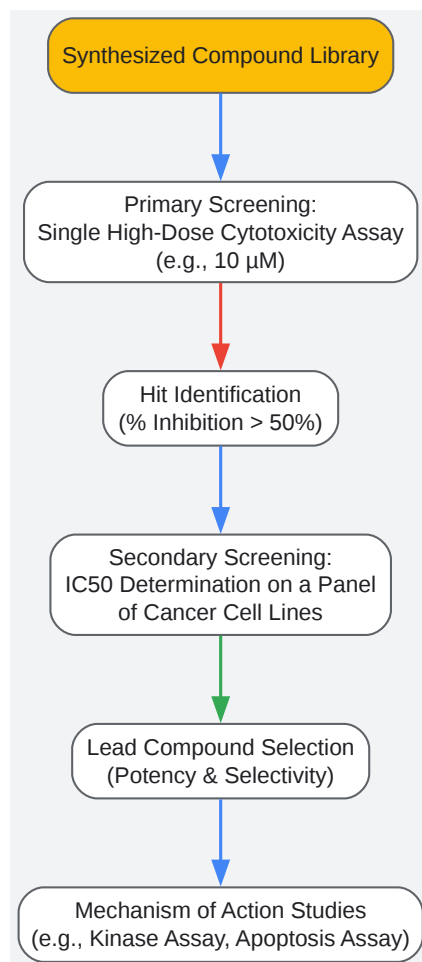 Synthesized Compound Library
Primary Screening:
Single High-Dose Cytotoxicity Assay
(e.g., 10 µM)
Hit Identification
(% Inhibition > 50%)
Secondary Screening:
IC50 Determination on a Panel
of Cancer Cell Lines
Lead Compound Selection
(Potency & Selectivity)
Mechanism of Action Studies
(e.g., Kinase Assay, Apoptosis Assay)